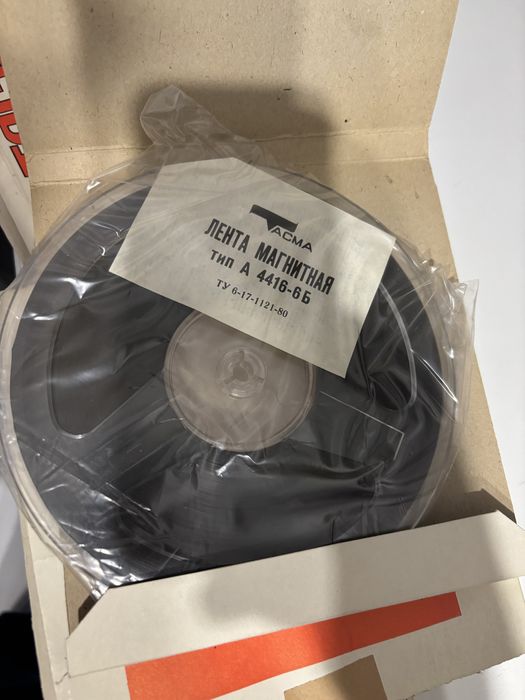 ТАСМА
ЛЕНТА МАГНИТНАЯ
тип А 4416-6Б
ТУ 6-17-1121-80